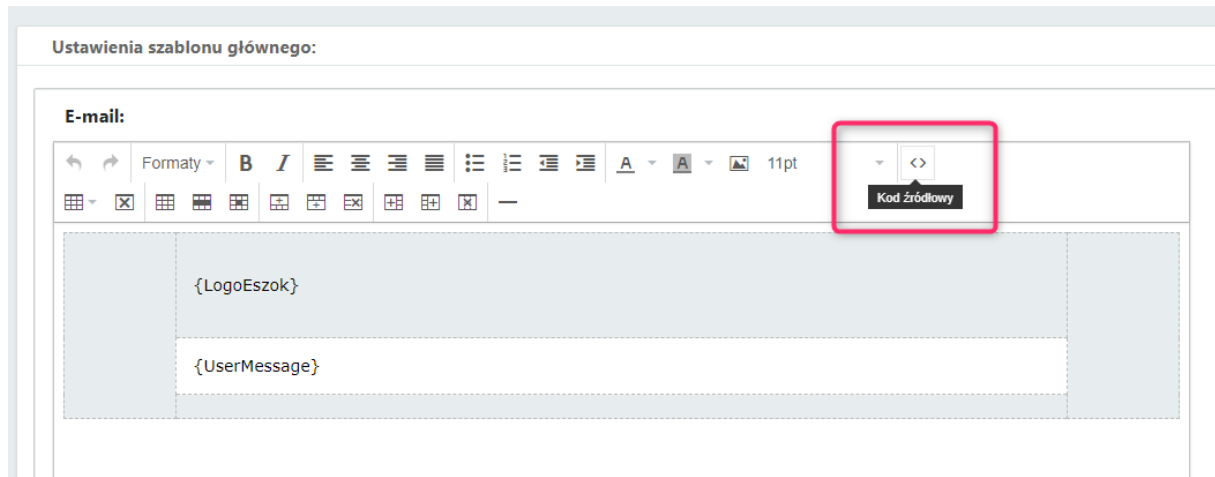 Ustawienia szablonu głównego:
E-mail:
Formaty B I A A 11pt <>
Kod źródłowy
{LogoEszok}
{UserMessage}